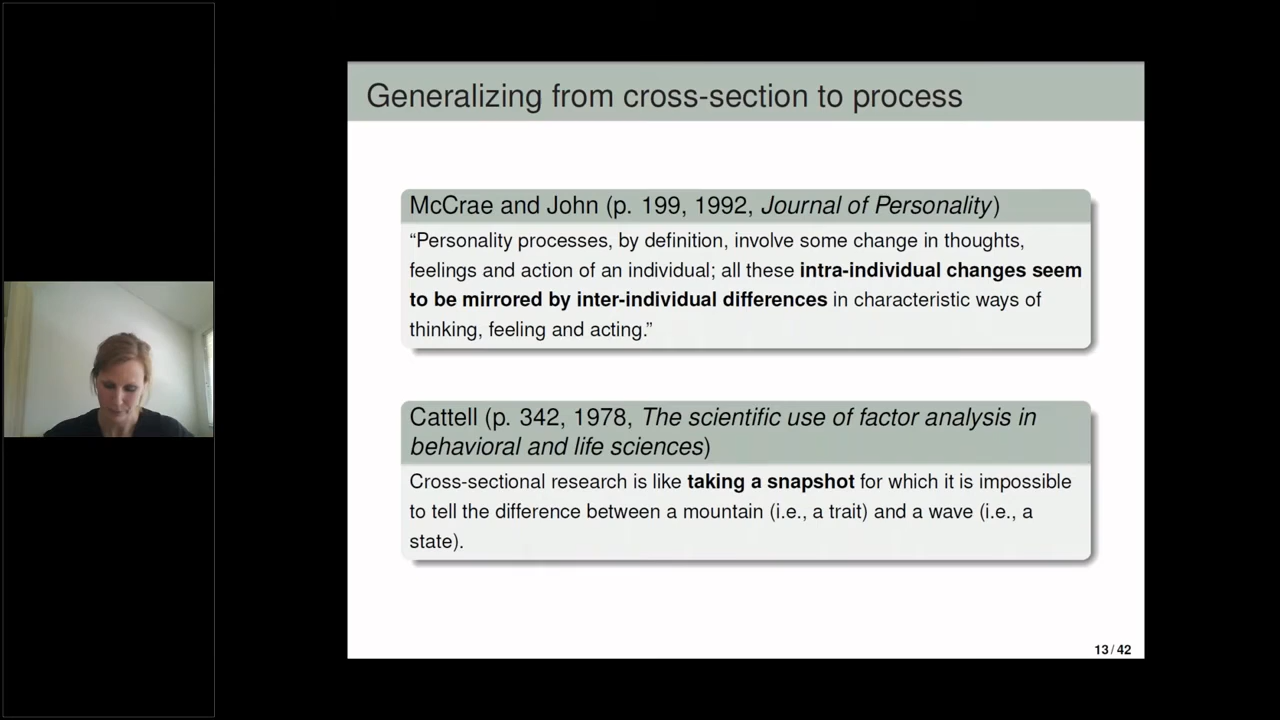 Generalizing from cross-section to process
McCrae and John (p. 199, 1992, Journal of Personality)
“Personality processes, by definition, involve some change in thoughts,
feelings and action of an individual; all these intra-individual changes seem
to be mirrored by inter-individual differences in characteristic ways of
thinking, feeling and acting.”
Cattell (p. 342, 1978, The scientific use of factor analysis in
behavioral and life sciences)
Cross-sectional research is like taking a snapshot for which it is impossible
to tell the difference between a mountain (i.e., a trait) and a wave (i.e., a
state).
13 / 42